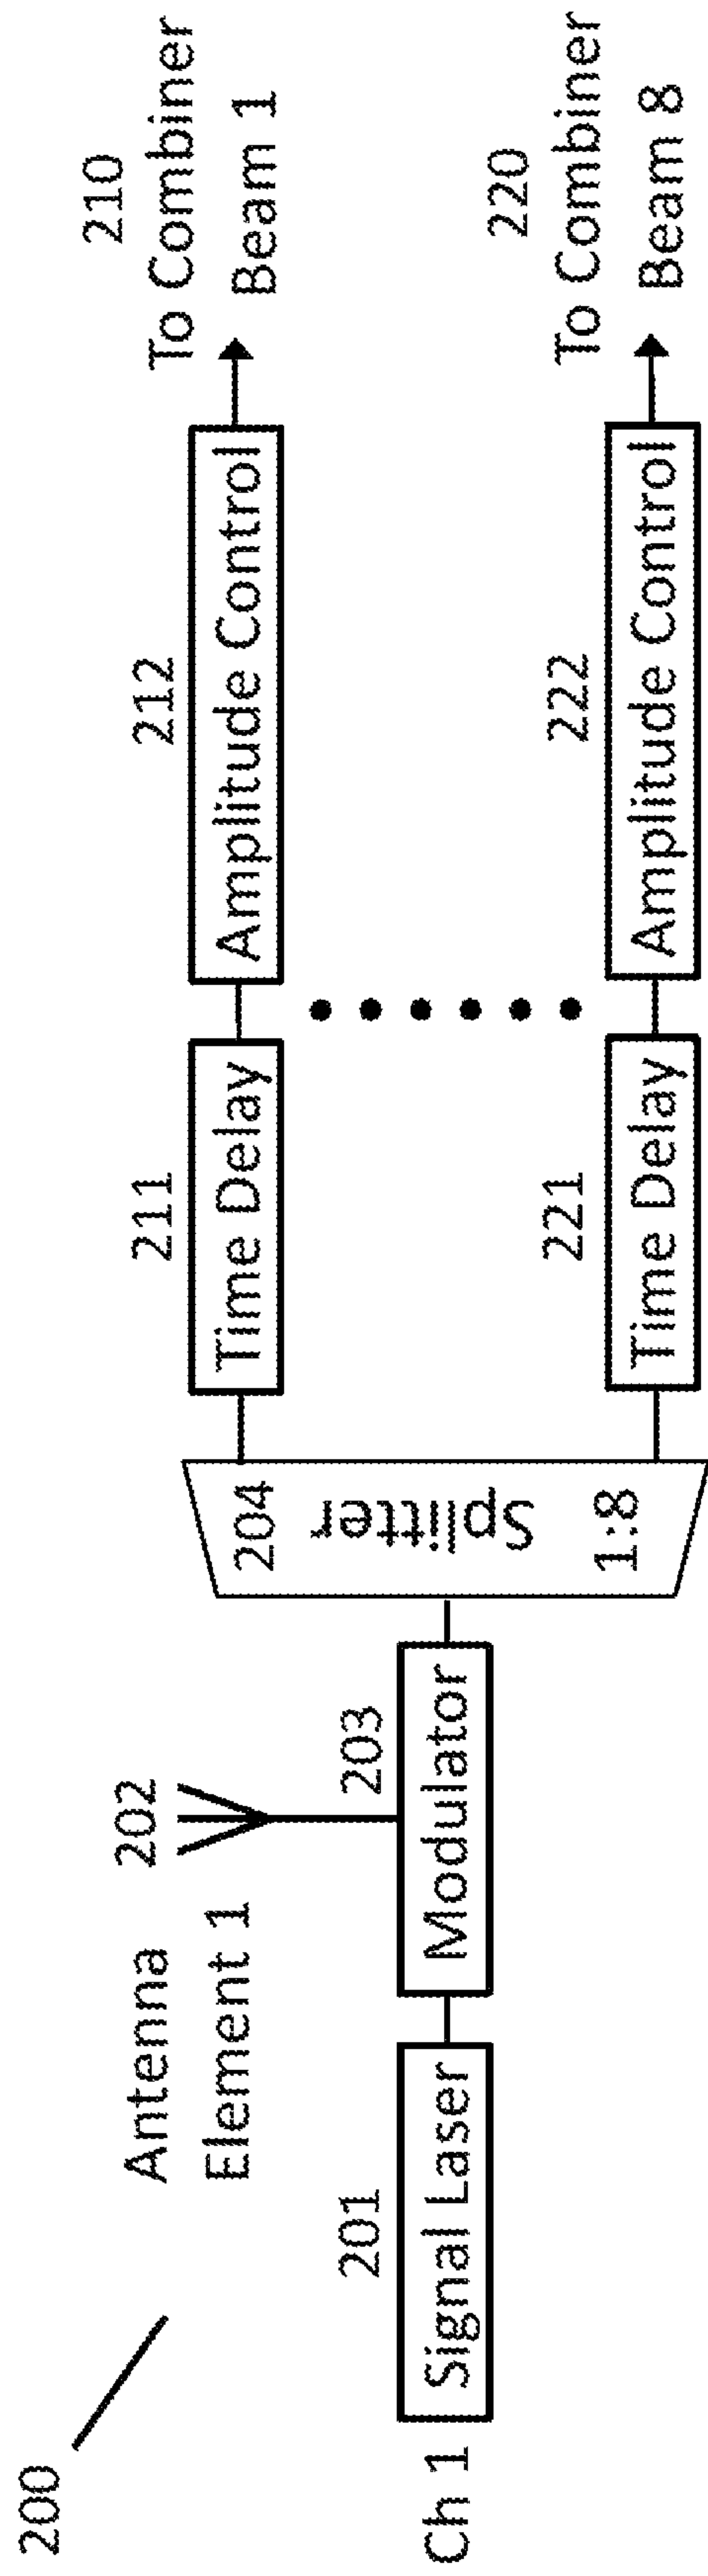 200
Ch 1
201
Signal Laser
Antenna
Element 1
202
203
Modulator
204
Splitter
1:8
211
Time Delay
212
Amplitude Control
210
To Combiner
Beam 1
221
Time Delay
222
Amplitude Control
220
To Combiner
Beam 8